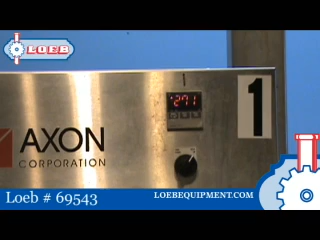 LOEB
271
1
AXON
CORPORATION
Loeb # 69543
LOEBEQUIPMENT.COM